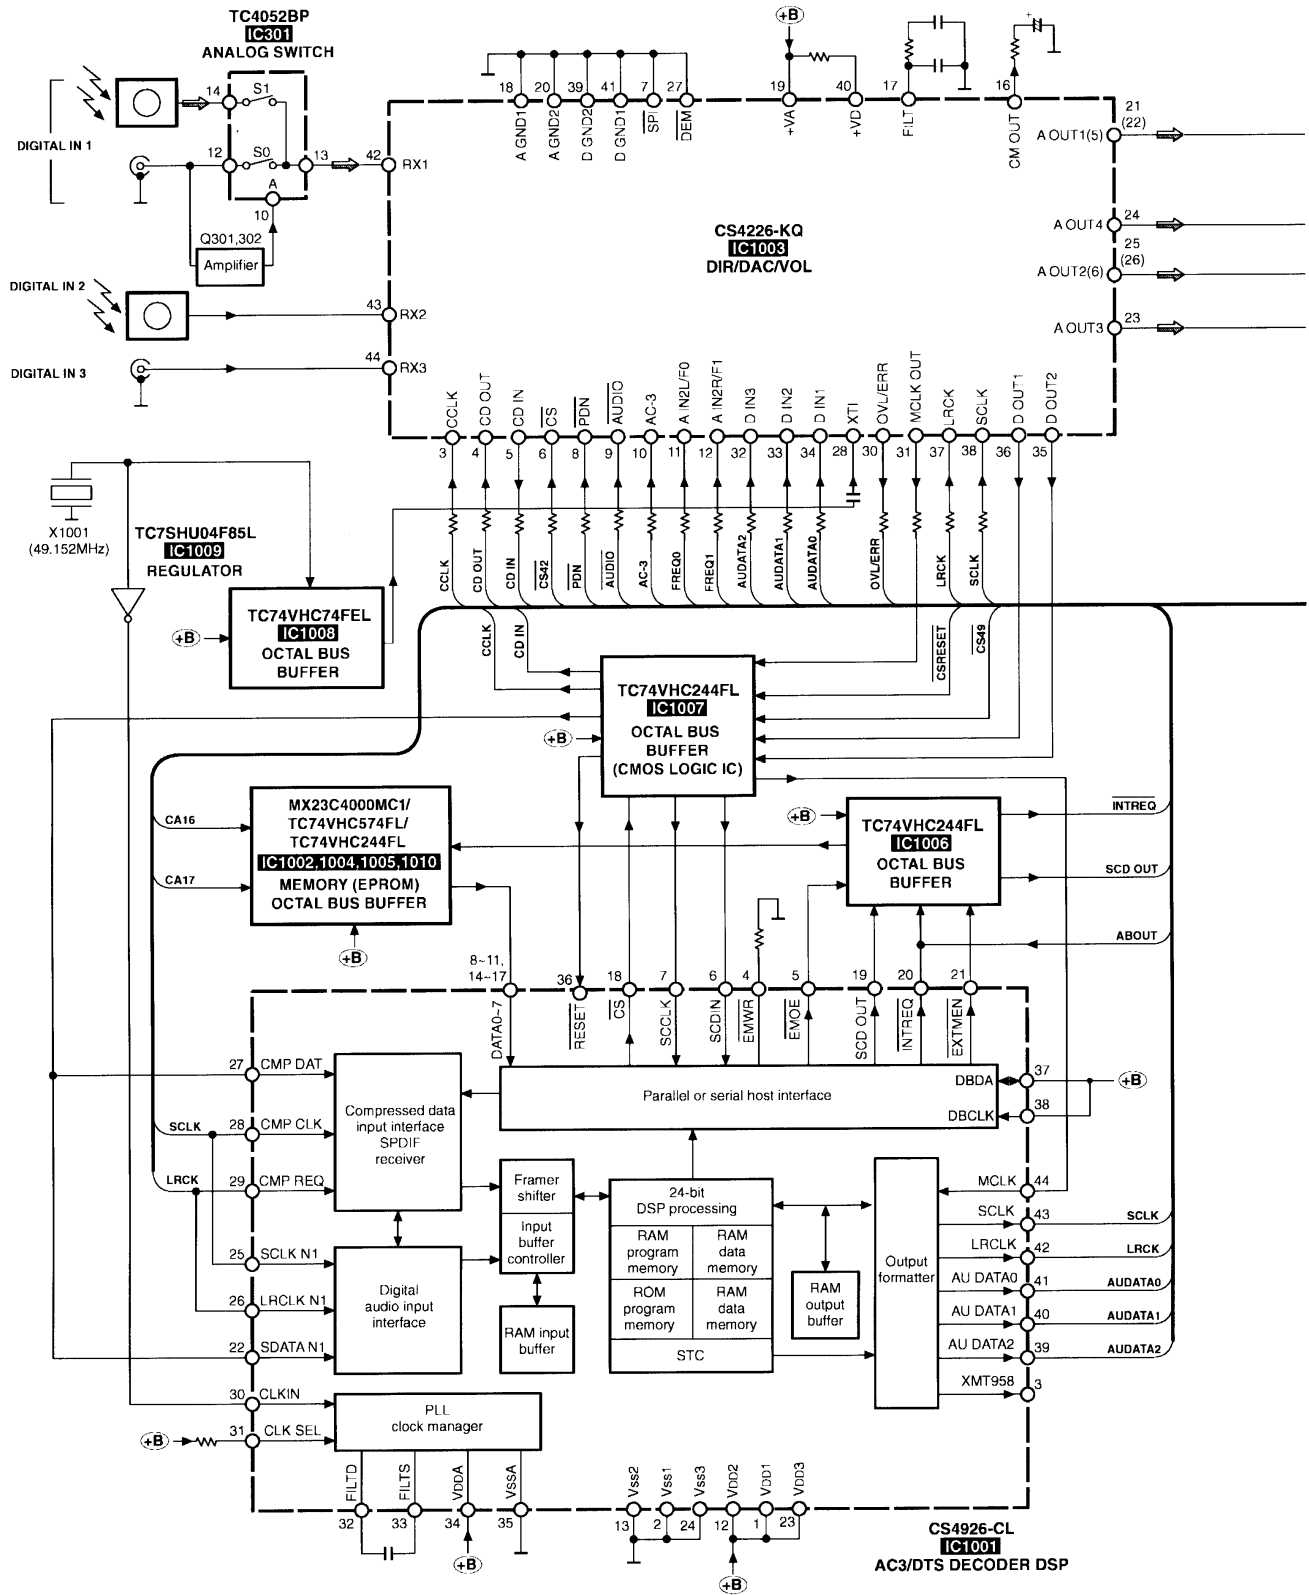 TC4052BP
IC301
ANALOG SWITCH
DIGITAL IN 1
14
S1
12
S0
13
A
10
Q301,302
Amplifier
DIGITAL IN 2
DIGITAL IN 3
42
RX1
43
RX2
44
RX3
18 20 39 41 7 27 19 40 17 16
A GND1
A GND2
D GND2
D GND1
SPI
DEM
+VA
+VD
FILT
CM OUT
+B
+
CS4226-KQ
IC1003
DIR/DAC/VOL
21
(22)
A OUT1(5)
24
A OUT4
25
(26)
A OUT2(6)
23
A OUT3
CCLK
CD OUT
CD IN
CS
PDN
AUDIO
AC-3
A IN2L/F0
A IN2R/F1
D IN3
D IN2
D IN1
XTI
OVL/ERR
MCLK OUT
LRCK
SCLK
D OUT1
D OUT2
3 4 5 6 8 9 10 11 12 32 33 34 28 30 31 37 38 36 35
CCLK
CD OUT
CD IN
CS42
PDN
AUDIO
AC-3
FREQ0
FREQ1
AUDATA2
AUDATA1
AUDATA0
OVL/ERR
LRCK
SCLK
X1001
(49.152MHz)
TC7SHU04F85L
IC1009
REGULATOR
TC74VHC74FEL
IC1008
OCTAL BUS
BUFFER
+B
CCLK
CD IN
CSRESET
CS49
TC74VHC244FL
IC1007
OCTAL BUS
BUFFER
(CMOS LOGIC IC)
+B
CA16
CA17
MX23C4000MC1/
TC74VHC574FL/
TC74VHC244FL
IC1002,1004,1005,1010
MEMORY (EPROM)
OCTAL BUS BUFFER
+B
+B
TC74VHC244FL
IC1006
OCTAL BUS
BUFFER
INTREQ
SCD OUT
ABOUT
8~11,
14~17
36 18 7 6 4 5 19 20 21
DATA0~7
RESET
CS
SCCLK
SCDIN
EMWR
EMOE
SCD OUT
INTREQ
EXTMEN
27
CMP DAT
SCLK
28
CMP CLK
LRCK
29
CMP REQ
25
SCLK N1
26
LRCLK N1
22
SDATA N1
30
CLKIN
+B
31
CLK SEL
Compressed data
input interface
SPDIF
receiver
Digital
audio input
interface
Parallel or serial host interface
DBDA
37
+B
DBCLK
38
Framer
shifter
Input
buffer
controller
RAM input
buffer
24-bit
DSP processing
RAM
program
memory
RAM
data
memory
ROM
program
memory
RAM
data
memory
STC
RAM
output
buffer
Output
formatter
MCLK
44
SCLK
43
SCLK
LRCLK
42
LRCK
AU DATA0
41
AUDATA0
AU DATA1
40
AUDATA1
AU DATA2
39
AUDATA2
XMT958
3
PLL
clock manager
FILTD
FILTS
VDDA
VSSA
32 33 34 35
+B
Vss2
Vss1
Vss3
VDD2
VDD1
VDD3
13 2 24 12 1 23
+B
CS4926-CL
IC1001
AC3/DTS DECODER DSP